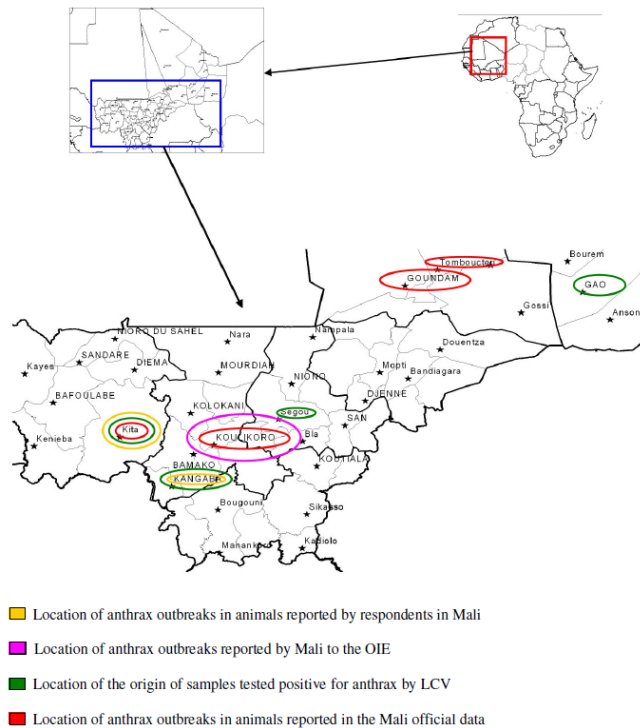 Tombouctou
Bourem
GOUNDAM
GAO
Gossi
Anson
NIORO DU SAHEL
Nara
Nampala
Douentza
SANDARE
DIEMA
Kayes
MOURDIAH
Mopti
Bandiagara
NIONO
BAFOULABE
DJENNE
KOLOKANI
Segou
SAN
Kita
KOULIKORO
Bla
Kenieba
BAMAKO
KOUTIALA
KANGABA
Bougouni
Sikasso
Manankoro
Kadiolo
Location of anthrax outbreaks in animals reported by respondents in Mali
Location of anthrax outbreaks reported by Mali to the OIE
Location of the origin of samples tested positive for anthrax by LCV
Location of anthrax outbreaks in animals reported in the Mali official data